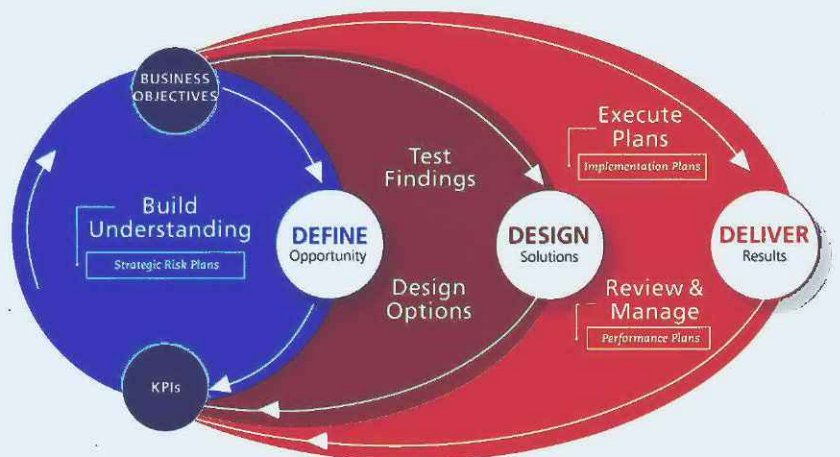 BUSINESS
OBJECTIVES
Build
Understanding
Strategic Risk Plans
KPIs
DEFINE
Opportunity
Test
Findings
Design
Options
DESIGN
Solutions
Execute
Plans
Implementation Plans
Review &
Manage
Performance Plans
DELIVER
Results